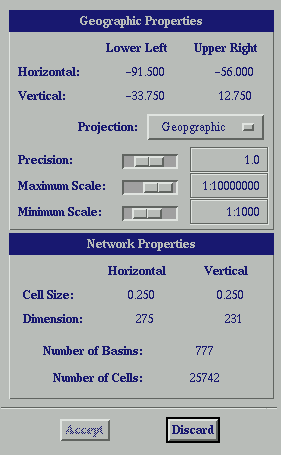 Geographic Properties
Lower Left Upper Right
Horizontal: -91.500 -56.000
Vertical: -33.750 12.750
Projection: Geopgraphic
Precision: 1.0
Maximum Scale: 1:10000000
Minimum Scale: 1:1000
Network Properties
Horizontal Vertical
Cell Size: 0.250 0.250
Dimension: 275 231
Number of Basins: 777
Number of Cells: 25742
Accept Discard